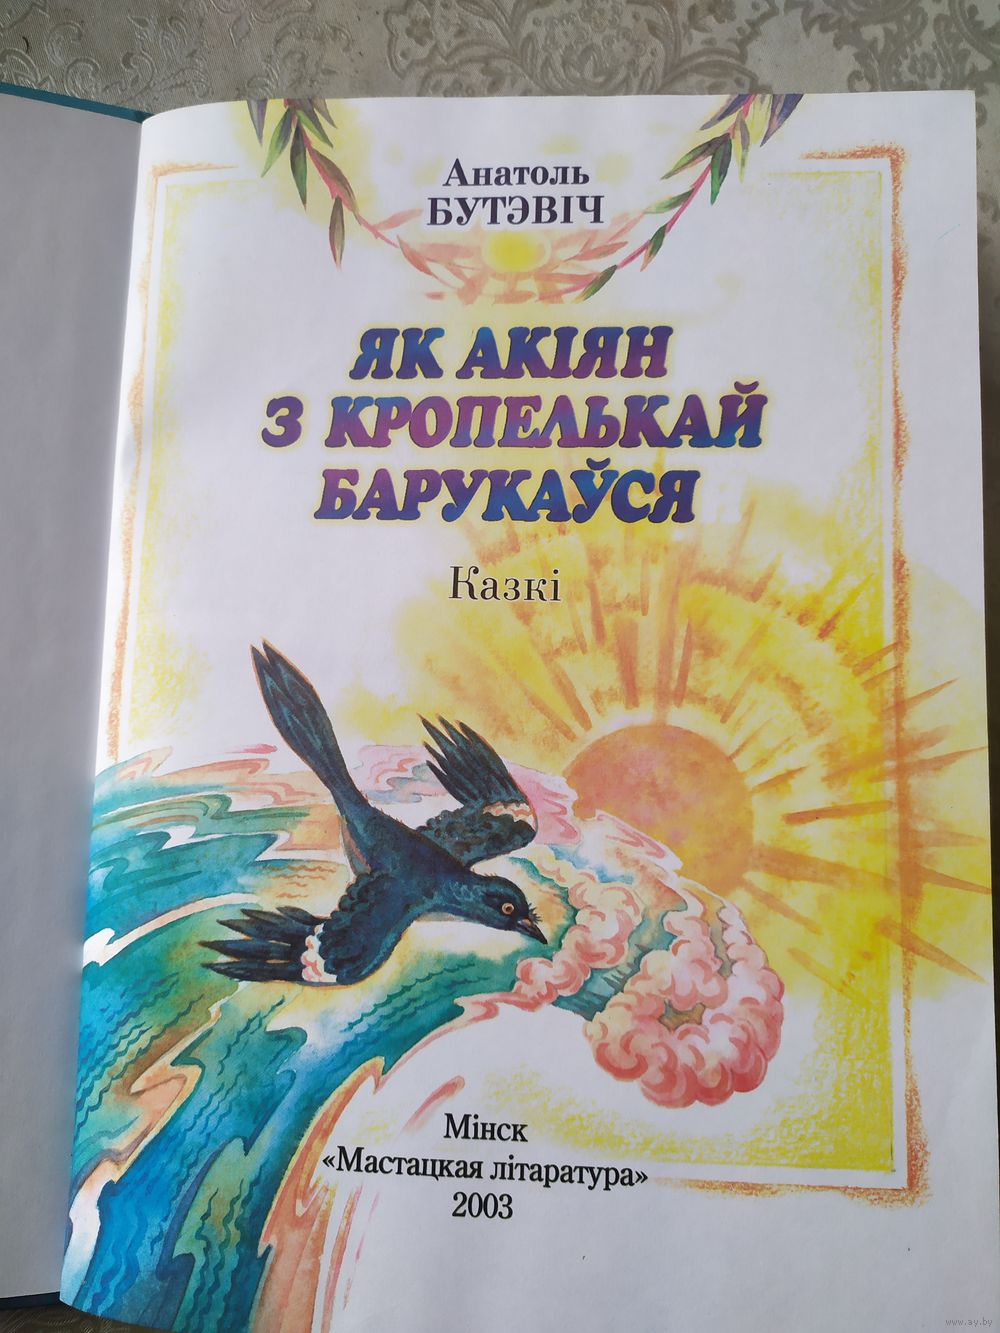 Анатоль
БУТЭВІЧ
ЯК АКІЯН
З КРОПЕЛЬКАЙ
БАРУКАЎСЯ
Казкі
Мінск
«Мастацкая літаратура»
2003
www.ay.by